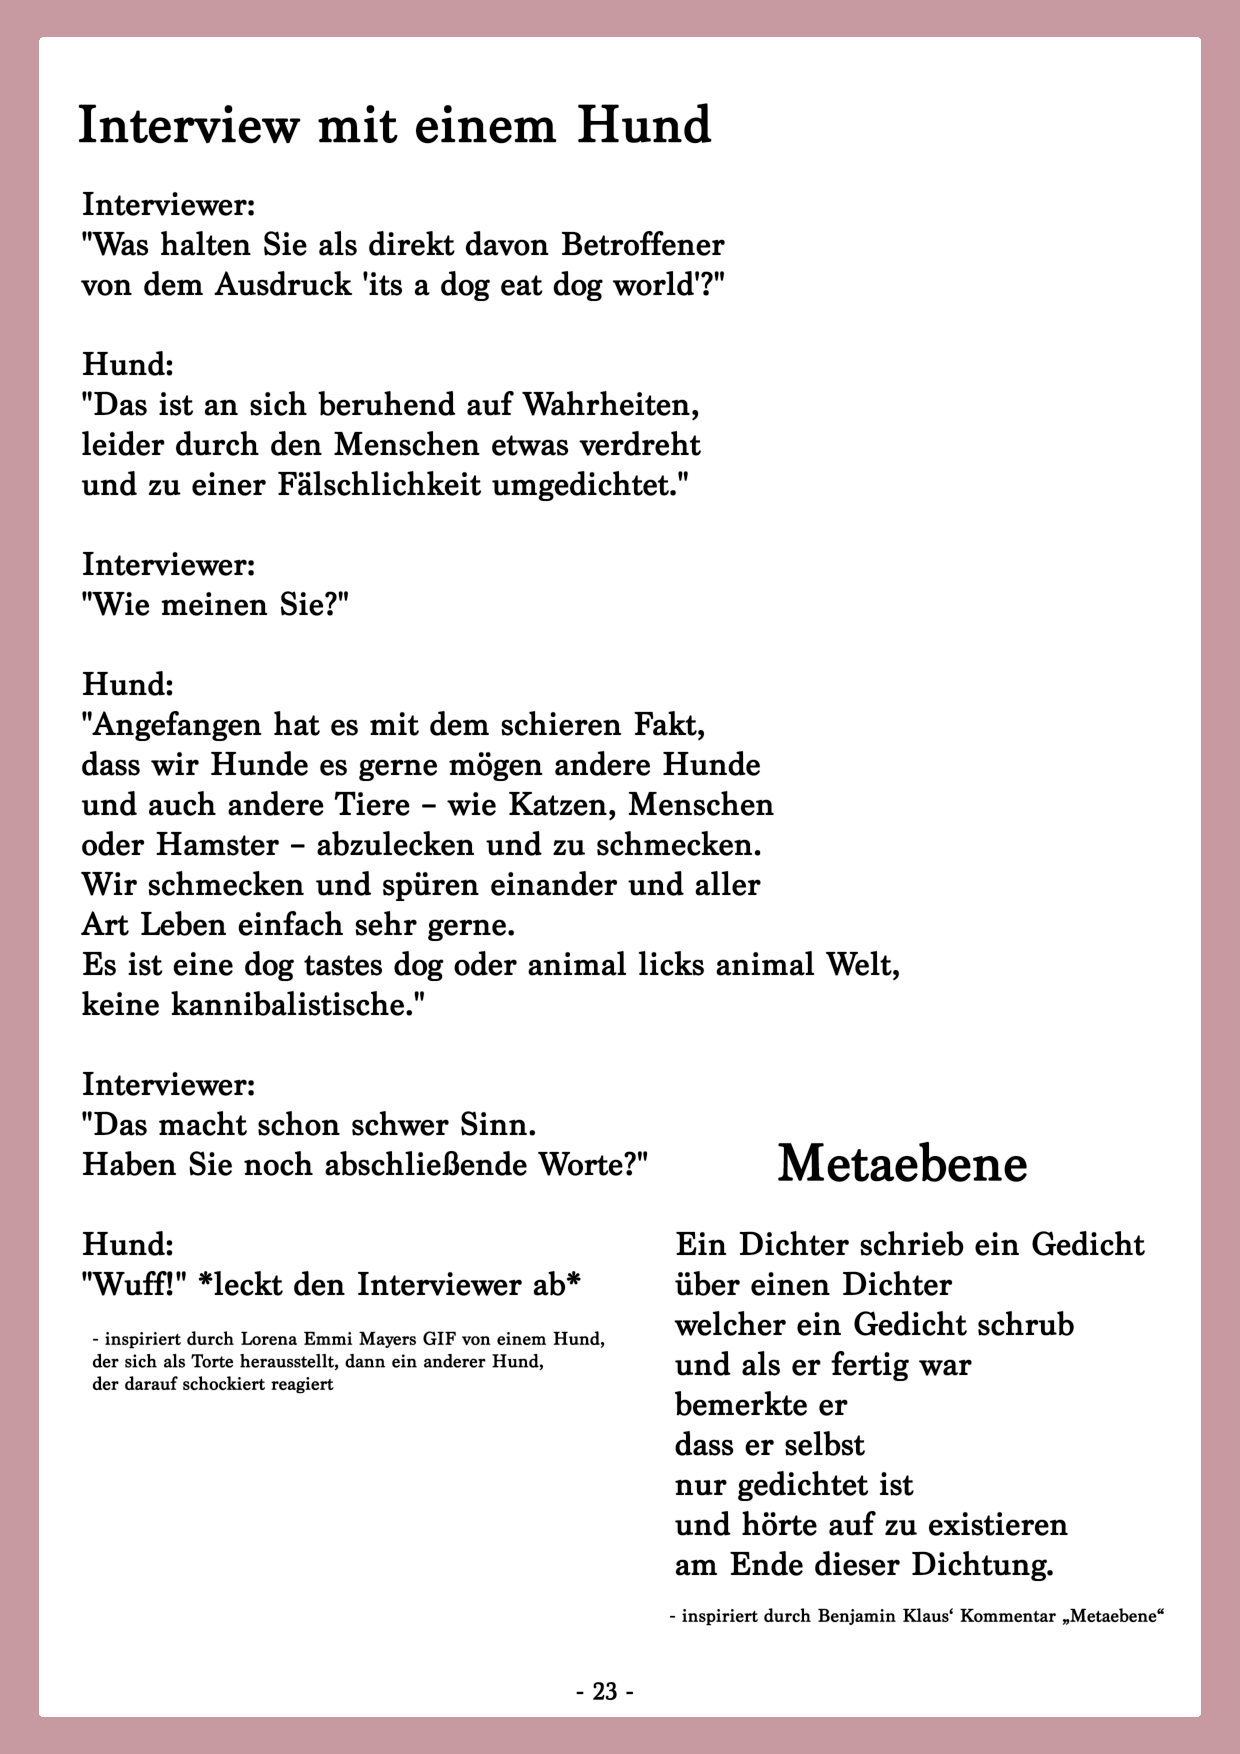 Interview mit einem Hund
Interviewer:
"Was halten Sie als direkt davon Betroffener
von dem Ausdruck 'its a dog eat dog world'?"
Hund:
"Das ist an sich beruhend auf Wahrheiten,
leider durch den Menschen etwas verdreht
und zu einer Fälschlichkeit umgedichtet."
Interviewer:
"Wie meinen Sie?"
Hund:
"Angefangen hat es mit dem schieren Fakt,
dass wir Hunde es gerne mögen andere Hunde
und auch andere Tiere – wie Katzen, Menschen
oder Hamster – abzulecken und zu schmecken.
Wir schmecken und spüren einander und aller
Art Leben einfach sehr gerne.
Es ist eine dog tastes dog oder animal licks animal Welt,
keine kannibalistische."
Interviewer:
"Das macht schon schwer Sinn.
Haben Sie noch abschließende Worte?"
Hund:
"Wuff!" *leckt den Interviewer ab*
- inspiriert durch Lorena Emmi Mayers GIF von einem Hund,
der sich als Torte herausstellt, dann ein anderer Hund,
der darauf schockiert reagiert
Metaebene
Ein Dichter schrieb ein Gedicht
über einen Dichter
welcher ein Gedicht schrub
und als er fertig war
bemerkte er
dass er selbst
nur gedichtet ist
und hörte auf zu existieren
am Ende dieser Dichtung.
- inspiriert durch Benjamin Klaus‘ Kommentar „Metaebene“
- 23 -